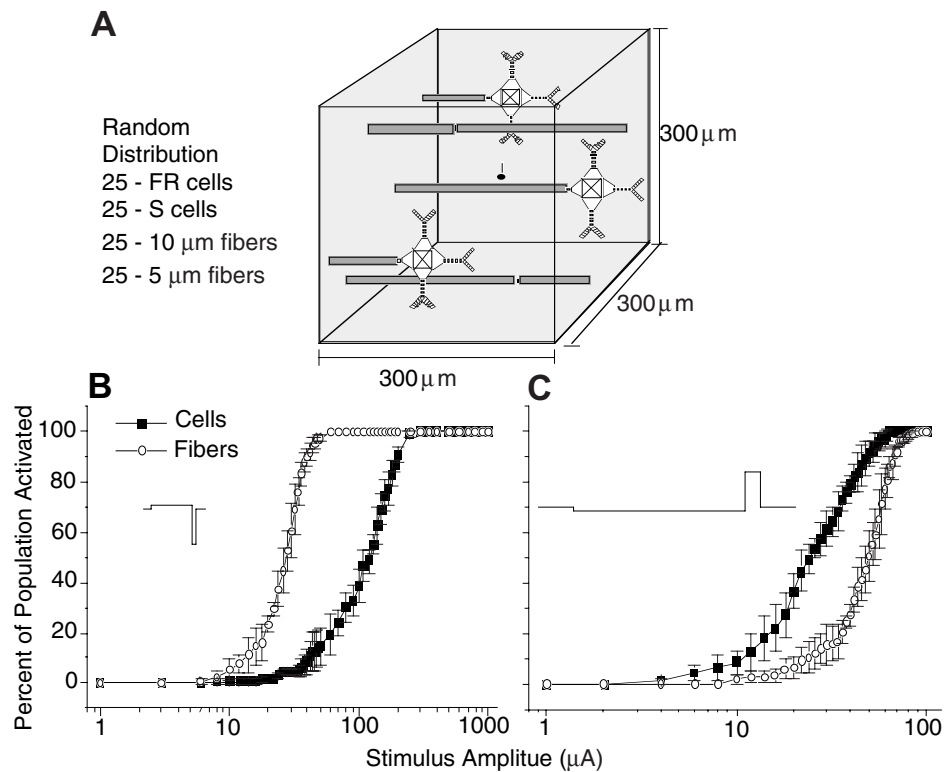 A
Random
Distribution
25 - FR cells
25 - S cells
25 - 10 μm fibers
25 - 5 μm fibers
300 μm
300 μm
300 μm
B
C
Cells
Fibers
Percent of Population Activated
100
80
60
40
20
0
1
10
100
1000
1
10
100
Stimulus Amplitue (μA)